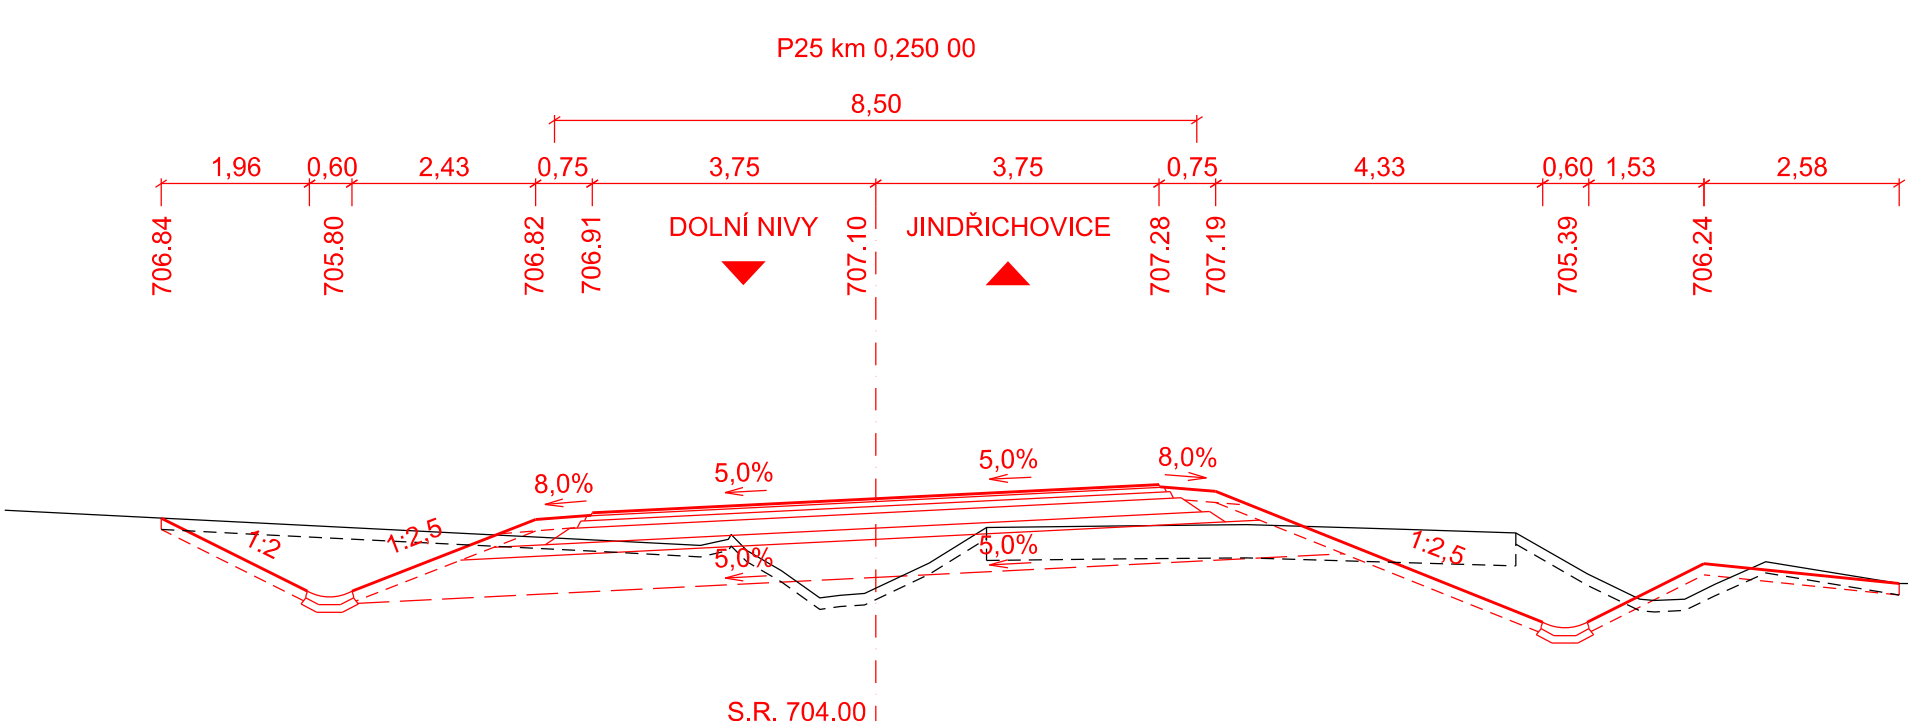 P25 km 0,250 00
8,50
1,96 0,60 2,43 0,75 3,75 3,75 0,75 4,33 0,60 1,53 2,58
706.84 705.80 706.82 706.91 DOLNÍ NIVY 707.10 JINDŘICHOVICE 707.28 707.19 705.39 706.24
8,0% 5,0% 5,0% 8,0%
1:2 1:2,5 5,0% 5,0% 1:2,5
S.R. 704.00